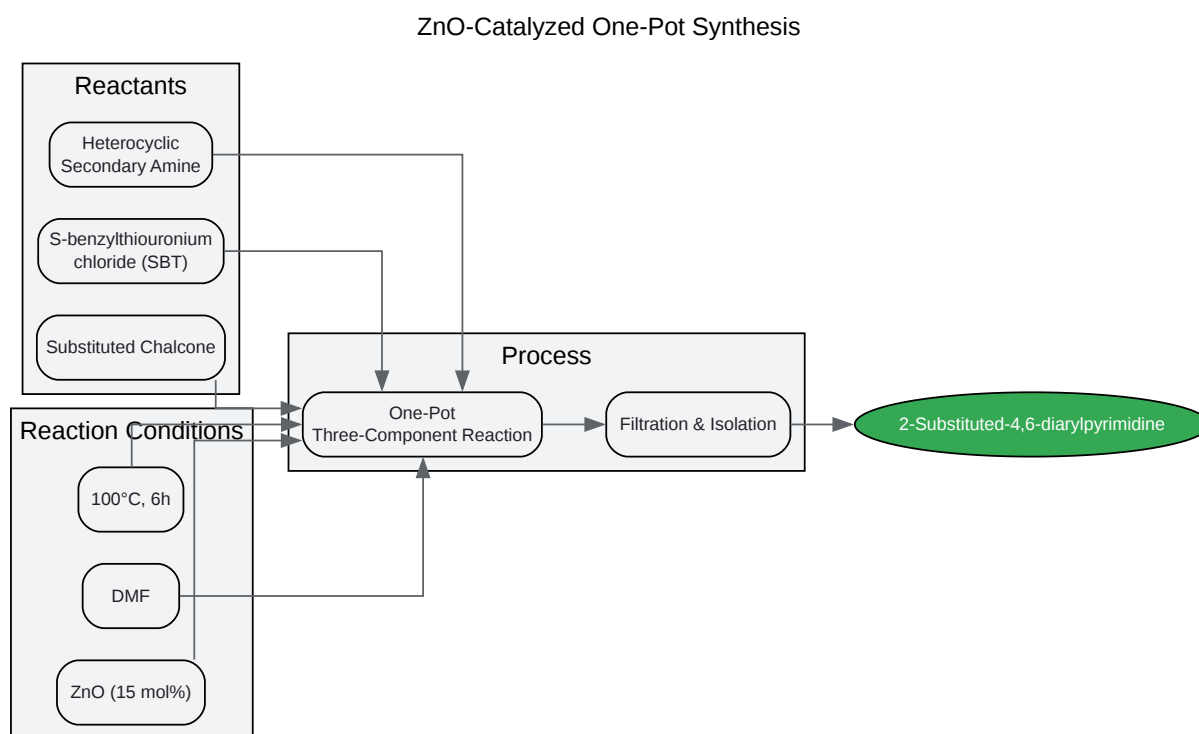 ZnO-Catalyzed One-Pot Synthesis
Reactants
Heterocyclic
Secondary Amine
S-benzylthiouronium
chloride (SBT)
Substituted Chalcone
Process
One-Pot
Three-Component Reaction
Filtration & Isolation
2-Substituted-4,6-diarylpyrimidine
Reaction Conditions
100°C, 6h
DMF
ZnO (15 mol%)